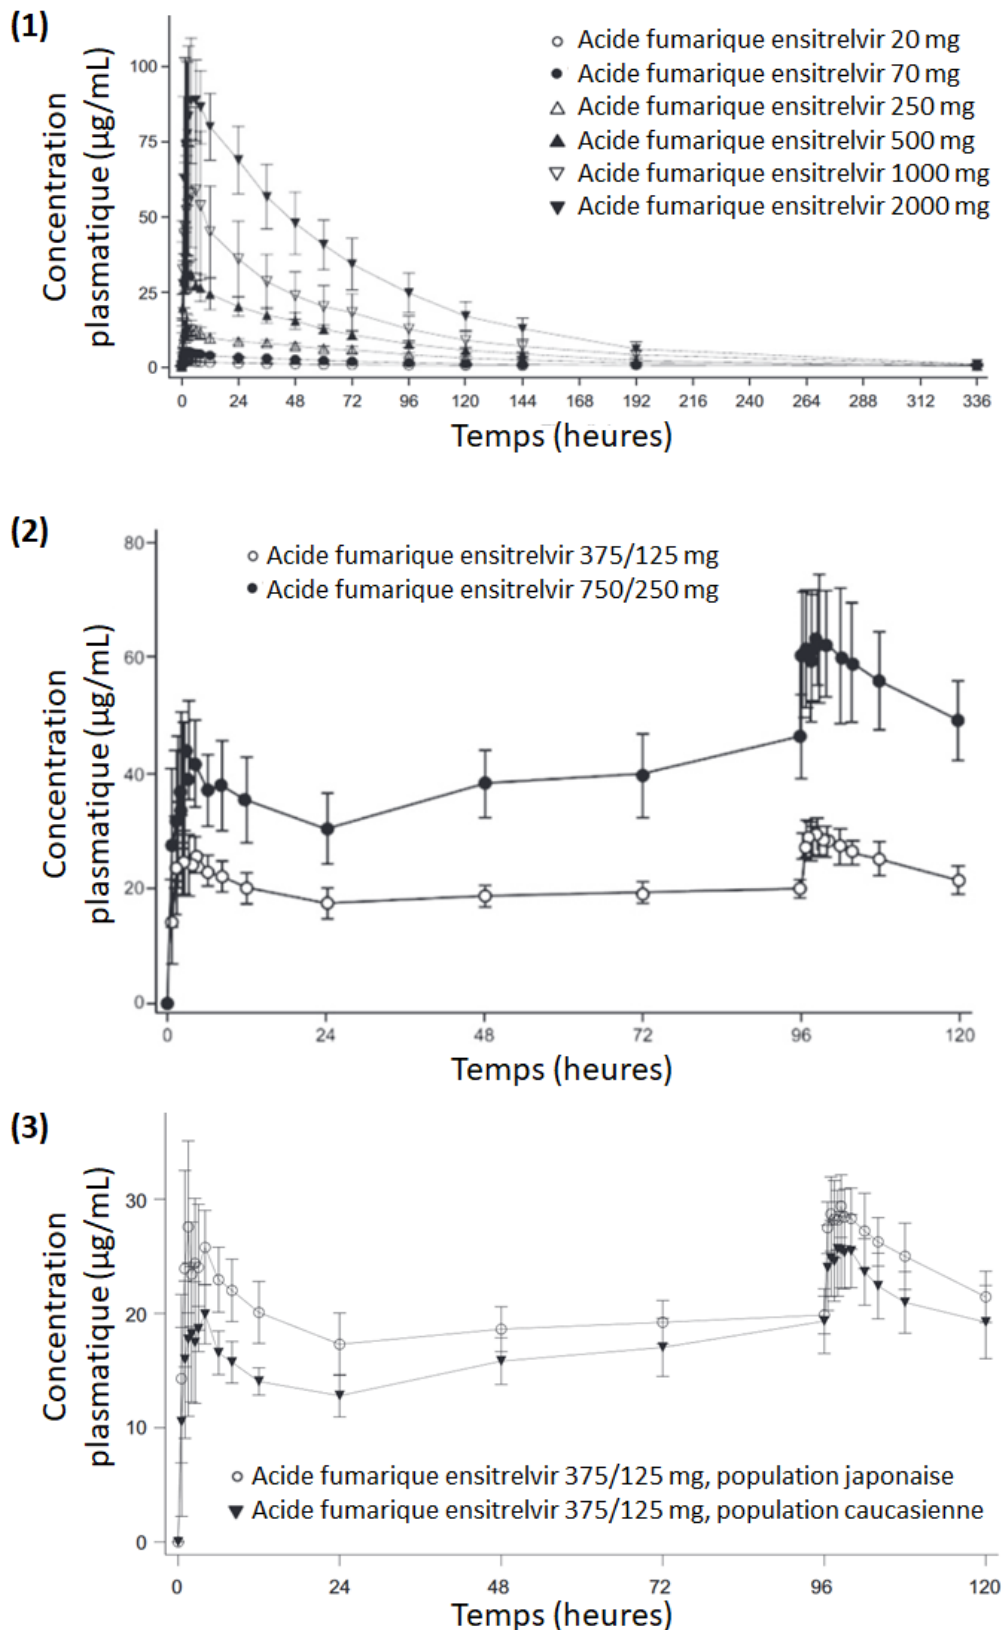 (1)
Concentration
plasmatique (µg/mL)
100
75
50
25
0
Acide fumarique ensitrelvir 20 mg
Acide fumarique ensitrelvir 70 mg
Acide fumarique ensitrelvir 250 mg
Acide fumarique ensitrelvir 500 mg
Acide fumarique ensitrelvir 1000 mg
Acide fumarique ensitrelvir 2000 mg
0 24 48 72 96 120 144 168 192 216 240 264 288 312 336
Temps (heures)
(2)
Concentration
plasmatique (µg/mL)
80
60
40
20
0
Acide fumarique ensitrelvir 375/125 mg
Acide fumarique ensitrelvir 750/250 mg
0 24 48 72 96 120
Temps (heures)
(3)
Concentration
plasmatique (µg/mL)
30
20
10
0
Acide fumarique ensitrelvir 375/125 mg, population japonaise
Acide fumarique ensitrelvir 375/125 mg, population caucasienne
0 24 48 72 96 120
Temps (heures)